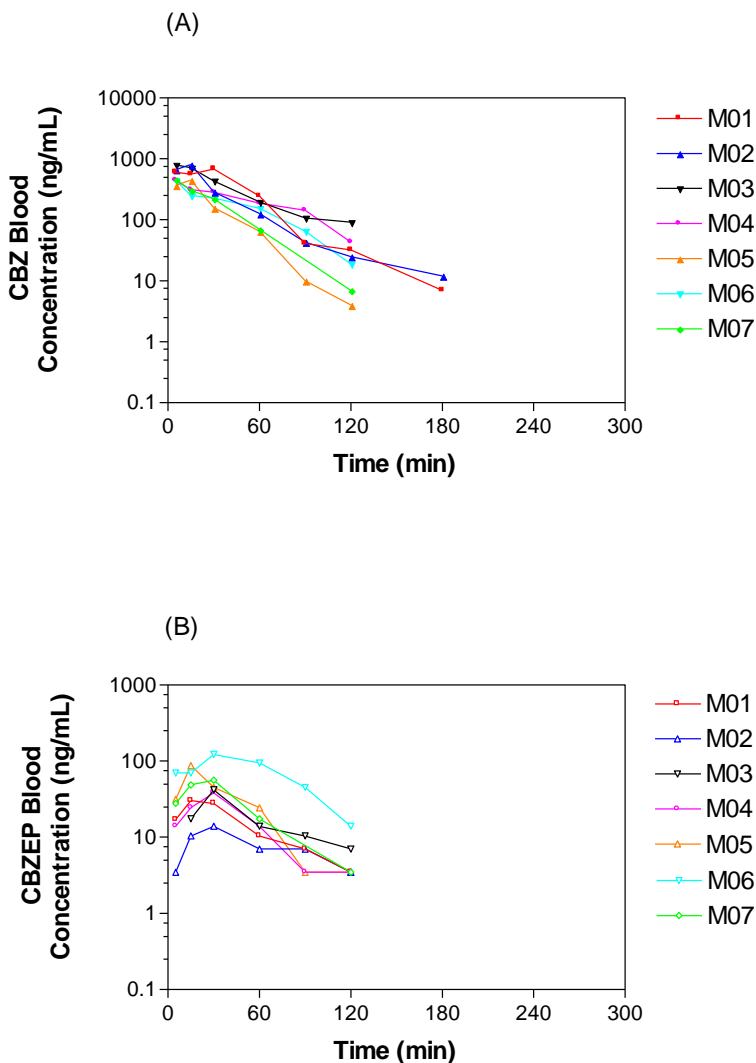 (A)
CBZ Blood
Concentration (ng/mL)
10000
1000
100
10
1
0.1
0 60 120 180 240 300
Time (min)
M01
M02
M03
M04
M05
M06
M07
(B)
CBZEP Blood
Concentration (ng/mL)
1000
100
10
1
0.1
0 60 120 180 240 300
Time (min)
M01
M02
M03
M04
M05
M06
M07